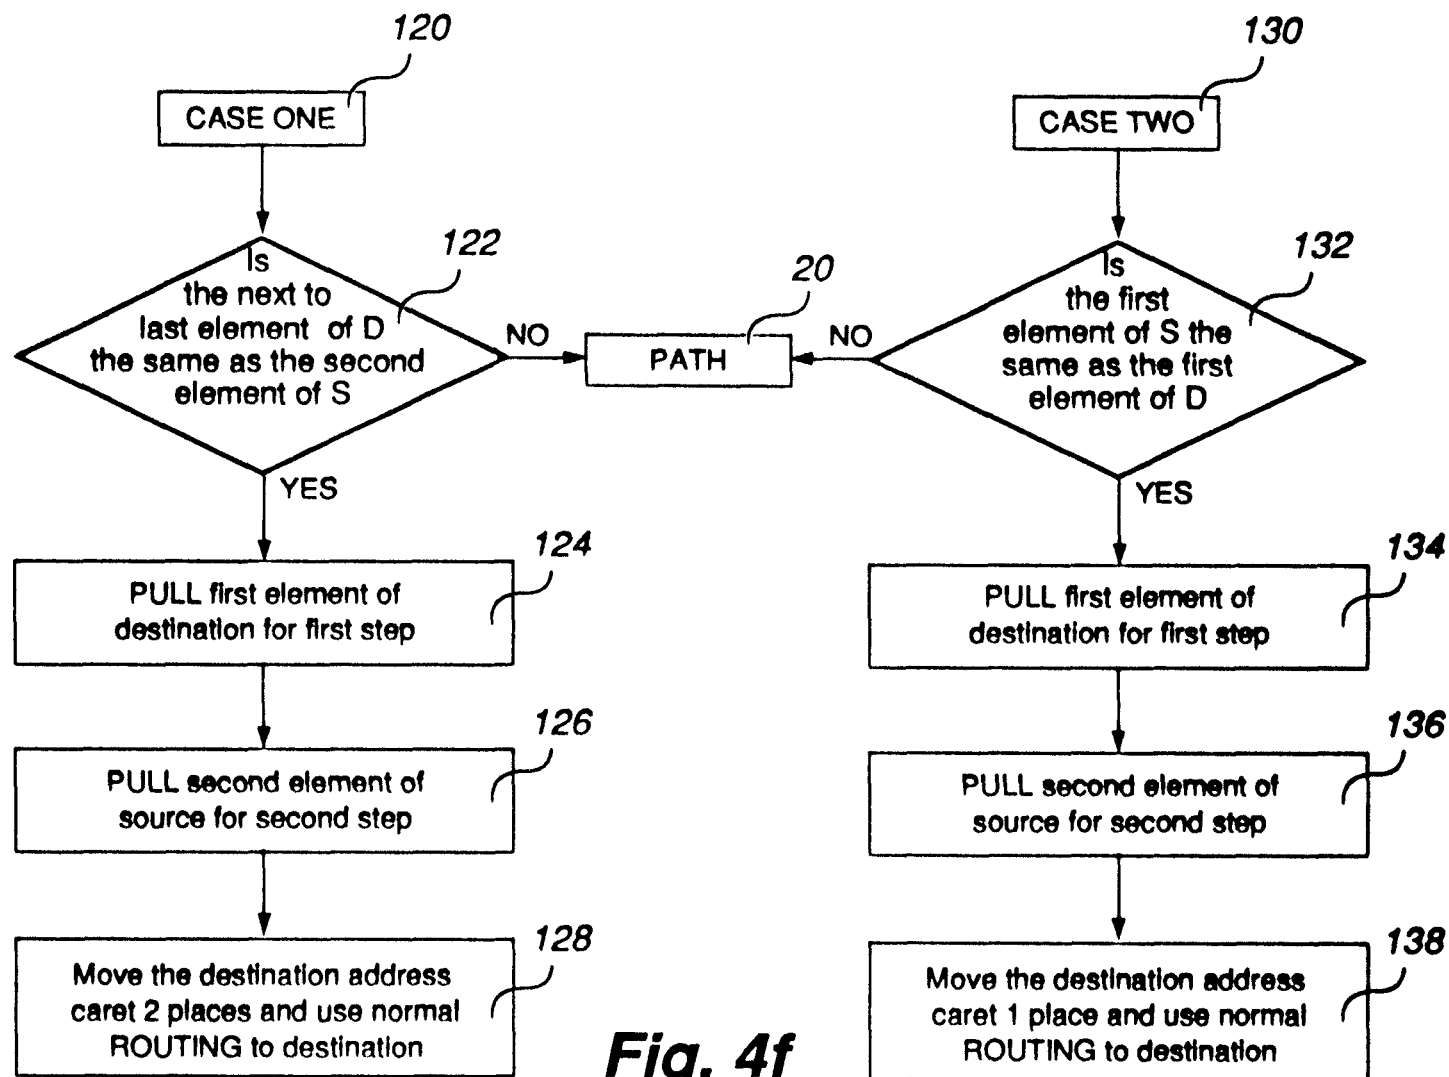 120
CASE ONE
122
Is
the next to
last element of D
the same as the second
element of S
NO
YES
124
PULL first element of
destination for first step
126
PULL second element of
source for second step
128
Move the destination address
caret 2 places and use normal
ROUTING to destination
20
PATH
130
CASE TWO
132
Is
the first
element of S the
same as the first
element of D
NO
YES
134
PULL first element of
destination for first step
136
PULL second element of
source for second step
138
Move the destination address
caret 1 place and use normal
ROUTING to destination
Fig. 4f